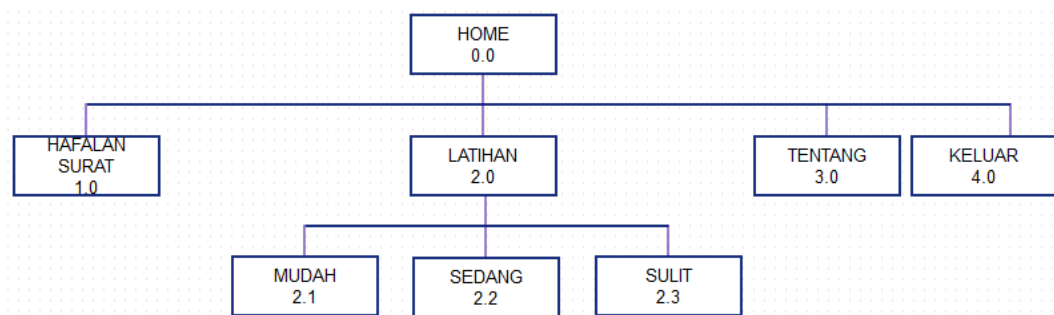 HOME
0.0
HAFALAN
SURAT
1.0
LATIHAN
2.0
TENTANG
3.0
KELUAR
4.0
MUDAH
2.1
SEDANG
2.2
SULIT
2.3